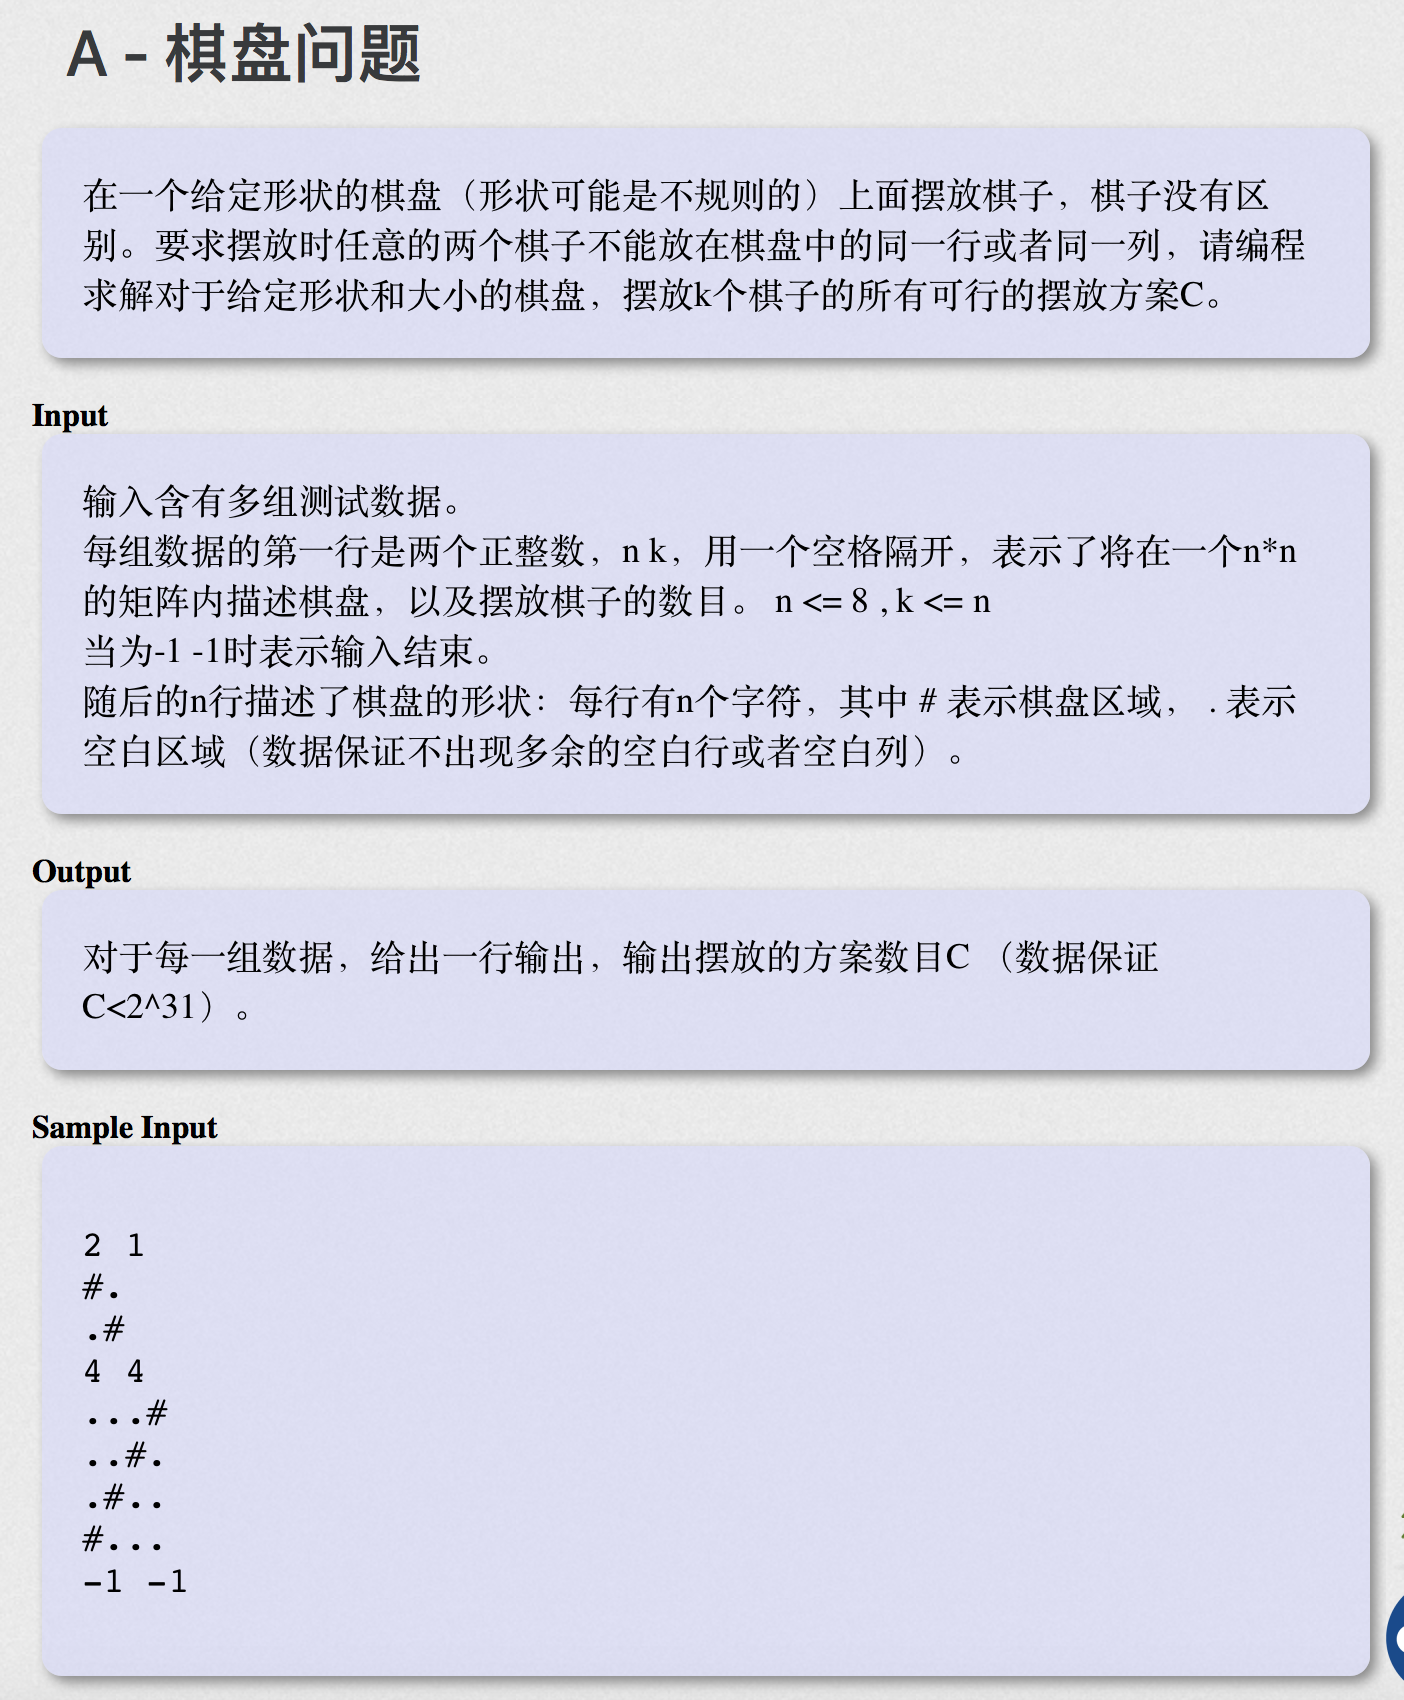 A - 棋盘问题
在一个给定形状的棋盘（形状可能是不规则的）上面摆放棋子，棋子没有区
别。要求摆放时任意的两个棋子不能放在棋盘中的同一行或者同一列，请编程
求解对于给定形状和大小的棋盘，摆放k个棋子的所有可行的摆放方案C。
Input
输入含有多组测试数据。
每组数据的第一行是两个正整数，n k，用一个空格隔开，表示了将在一个n*n
的矩阵内描述棋盘，以及摆放棋子的数目。 n <= 8 , k <= n
当为-1 -1时表示输入结束。
随后的n行描述了棋盘的形状：每行有n个字符，其中 # 表示棋盘区域， . 表示
空白区域（数据保证不出现多余的空白行或者空白列）。
Output
对于每一组数据，给出一行输出，输出摆放的方案数目C （数据保证
C<2^31）。
Sample Input
2 1
#.
.#
4 4
...#
..#.
.#..
#...
-1 -1